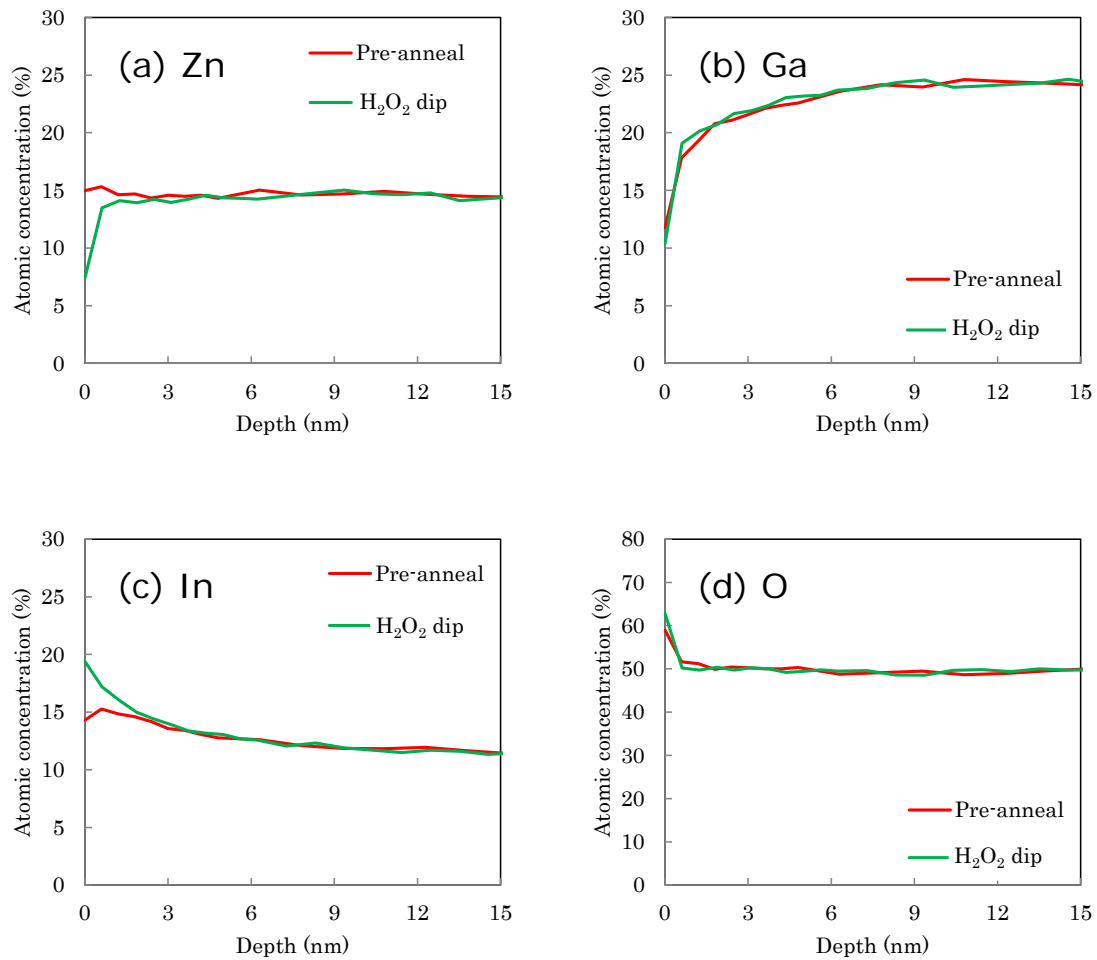 (a) Zn
Pre-anneal
H₂O₂ dip
Atomic concentration (%)
30
25
20
15
10
5
0
0 3 6 9 12 15
Depth (nm)
(b) Ga
Pre-anneal
H₂O₂ dip
Atomic concentration (%)
30
25
20
15
10
5
0
0 3 6 9 12 15
Depth (nm)
(c) In
Pre-anneal
H₂O₂ dip
Atomic concentration (%)
30
25
20
15
10
5
0
0 3 6 9 12 15
Depth (nm)
(d) O
Pre-anneal
H₂O₂ dip
Atomic concentration (%)
80
70
60
50
40
30
20
10
0
0 3 6 9 12 15
Depth (nm)